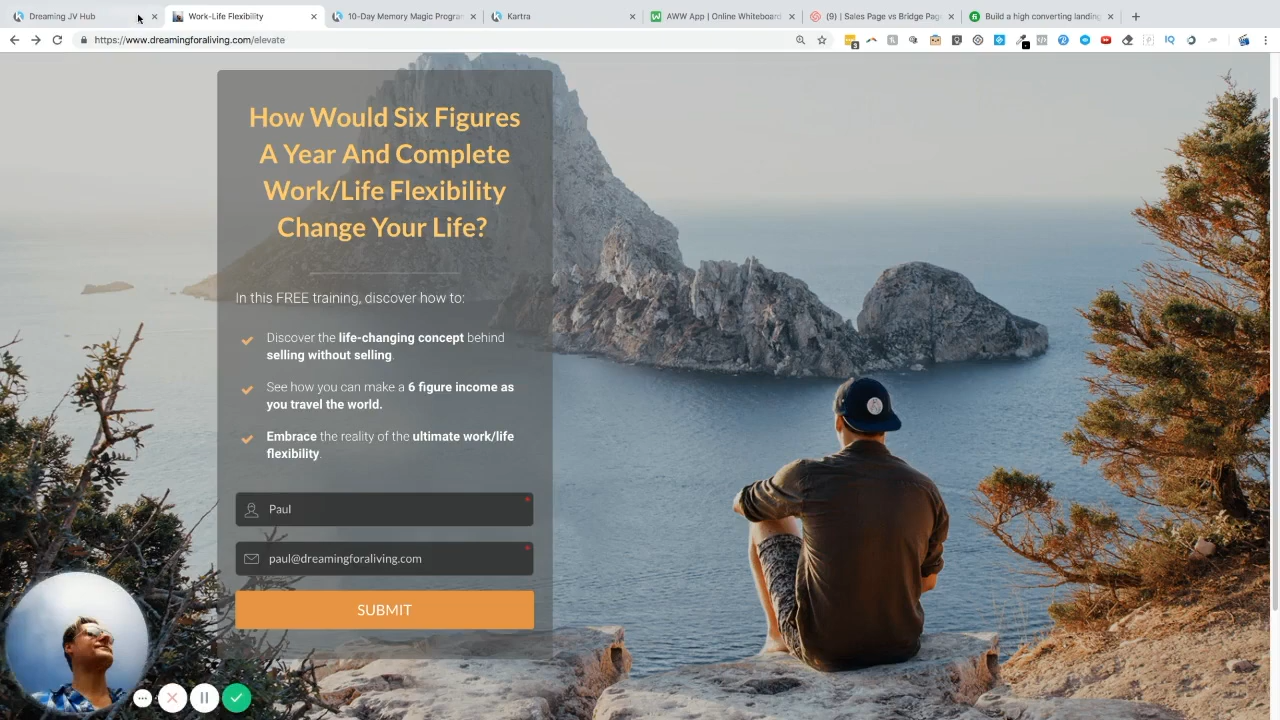 Dreaming JV Hub
Work-Life Flexibility
10-Day Memory Magic Program
Kartra
AWW App | Online Whiteboard
(9) | Sales Page vs Bridge Page
Build a high converting landing
https://www.dreamingforaliving.com/elevate
How Would Six Figures
A Year And Complete
Work/Life Flexibility
Change Your Life?
In this FREE training, discover how to:
Discover the life-changing concept behind
selling without selling.
See how you can make a 6 figure income as
you travel the world.
Embrace the reality of the ultimate work/life
flexibility.
Paul
paul@dreamingforaliving.com
SUBMIT